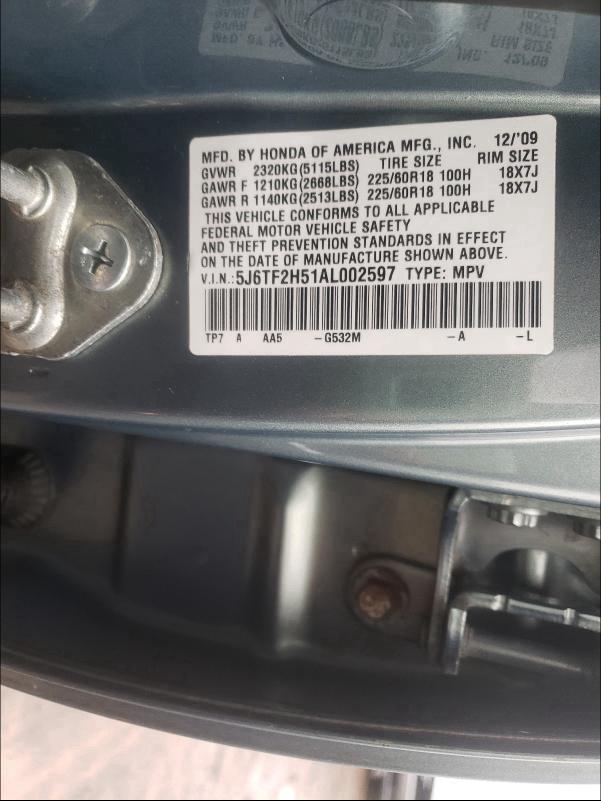 MFD. BY HONDA OF AMERICA MFG., INC. 12/'09
GVWR 2320KG(5115LBS) TIRE SIZE RIM SIZE
GAWR F 1210KG(2668LBS) 225/60R18 100H 18X7J
GAWR R 1140KG(2513LBS) 225/60R18 100H 18X7J
THIS VEHICLE CONFORMS TO ALL APPLICABLE
FEDERAL MOTOR VEHICLE SAFETY
AND THEFT PREVENTION STANDARDS IN EFFECT
ON THE DATE OF MANUFACTURE SHOWN ABOVE.
V.I.N.:5J6TF2H51AL002597 TYPE: MPV
TP7 A AA5 -G532M -A -L